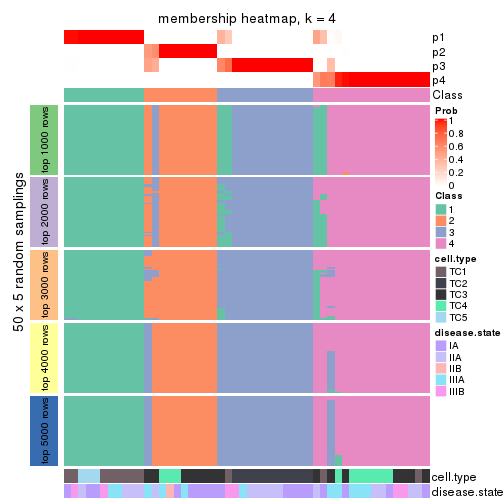 membership heatmap, k = 4
p1
p2
p3
p4
Class
50 x 5 random samplings
top 1000 rows
top 2000 rows
top 3000 rows
top 4000 rows
top 5000 rows
Prob
1
0.8
0.6
0.4
0.2
0
Class
1
2
3
4
cell.type
TC1
TC2
TC3
TC4
TC5
disease.state
IA
IIA
IIB
IIIA
IIIB
cell.type
disease.state